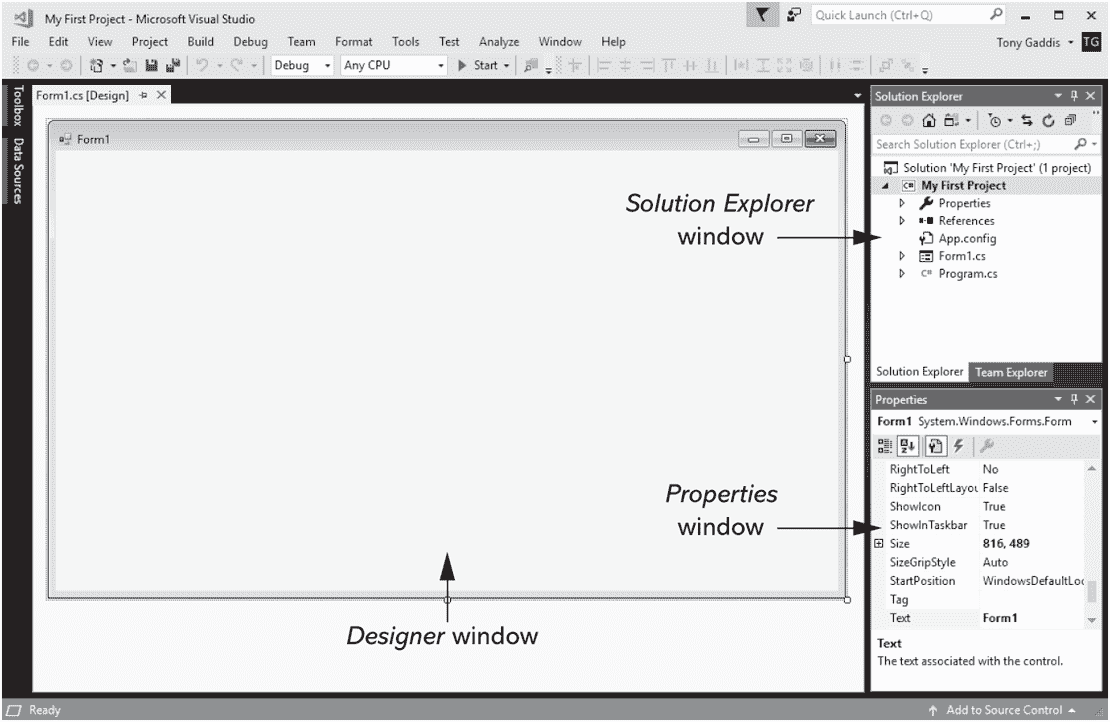 My First Project - Microsoft Visual Studio
Quick Launch (Ctrl+Q)
File Edit View Project Build Debug Team Format Tools Test Analyze Window Help
Tony Gaddis TG
Debug Any CPU Start
Toolbox
Data Sources
Form1.cs [Design]
Form1
Solution Explorer
window
Properties
window
Designer window
Solution Explorer
Search Solution Explorer (Ctrl+;)
Solution 'My First Project' (1 project)
C# My First Project
Properties
References
App.config
Form1.cs
C# Program.cs
Solution Explorer Team Explorer
Properties
Form1 System.Windows.Forms.Form
RightToLeft No
RightToLeftLayou False
ShowIcon True
ShowInTaskbar True
Size 816, 489
SizeGripStyle Auto
StartPosition WindowsDefaultLoc
Tag
Text Form1
Text
The text associated with the control.
Ready
Add to Source Control